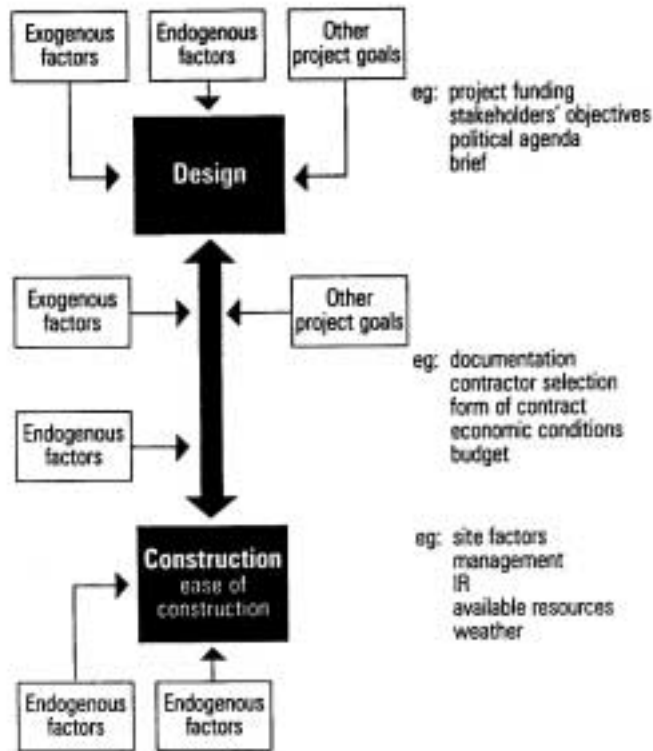 Exogenous
factors
Endogenous
factors
Other
project goals
eg: project funding
stakeholders' objectives
political agenda
brief
Design
Exogenous
factors
Other
project goals
eg: documentation
contractor selection
form of contract
economic conditions
budget
Endogenous
factors
Construction
ease of
construction
eg: site factors
management
IR
available resources
weather
Endogenous
factors
Endogenous
factors